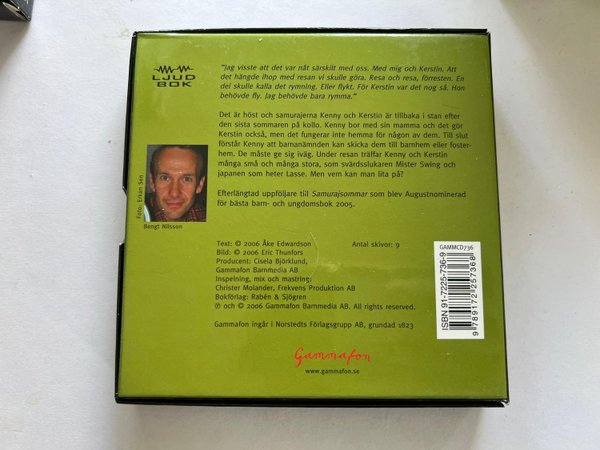 LJUD
BOK
"Jag visste att det var nåt särskilt med oss. Med mig och Kerstin. Att
det hängde ihop med resan vi skulle göra. Resa och resa, förresten. En
del skulle kalla det rymning. Eller flykt. För Kerstin var det nog så. Hon
behövde fly. Jag behövde bara rymma."
Det är höst och samurajerna Kenny och Kerstin är tillbaka i stan efter
den sista sommaren på kollo. Kenny bor med sin mamma och det gör
Kerstin också, men det fungerar inte hemma för någon av dem. Till slut
förstår Kenny att barnanämnden kan skicka dem till barnhem eller foster-
hem. De måste ge sig iväg. Under resan träffar Kenny och Kerstin
många små och många stora, som svärdsslukaren Mister Swing och
japanen som heter Lasse. Men vem kan man lita på?
Efterlängtad uppföljare till Samurajsommar som blev Augustnominerad
för bästa barn- och ungdomsbok 2005.
Foto: Erkan Sen
Bengt Nilsson
Text: © 2006 Åke Edwardson
Antal skivor: 9
Bild: © 2006 Eric Thunfors
Producent: Cisela Björklund,
Gammafon Barnmedia AB
Inspelning, mix och mastring:
Christer Molander, Frekvens Produktion AB
Bokförlag: Rabén & Sjögren
℗ och © 2006 Gammafon Barnmedia AB. All rights reserved.
Gammafon ingår i Norstedts Förlagsgrupp AB, grundad 1823
GAMMCD736
ISBN 91-7225-736-9
9 789172 257368
Gammafon
www.gammafon.se